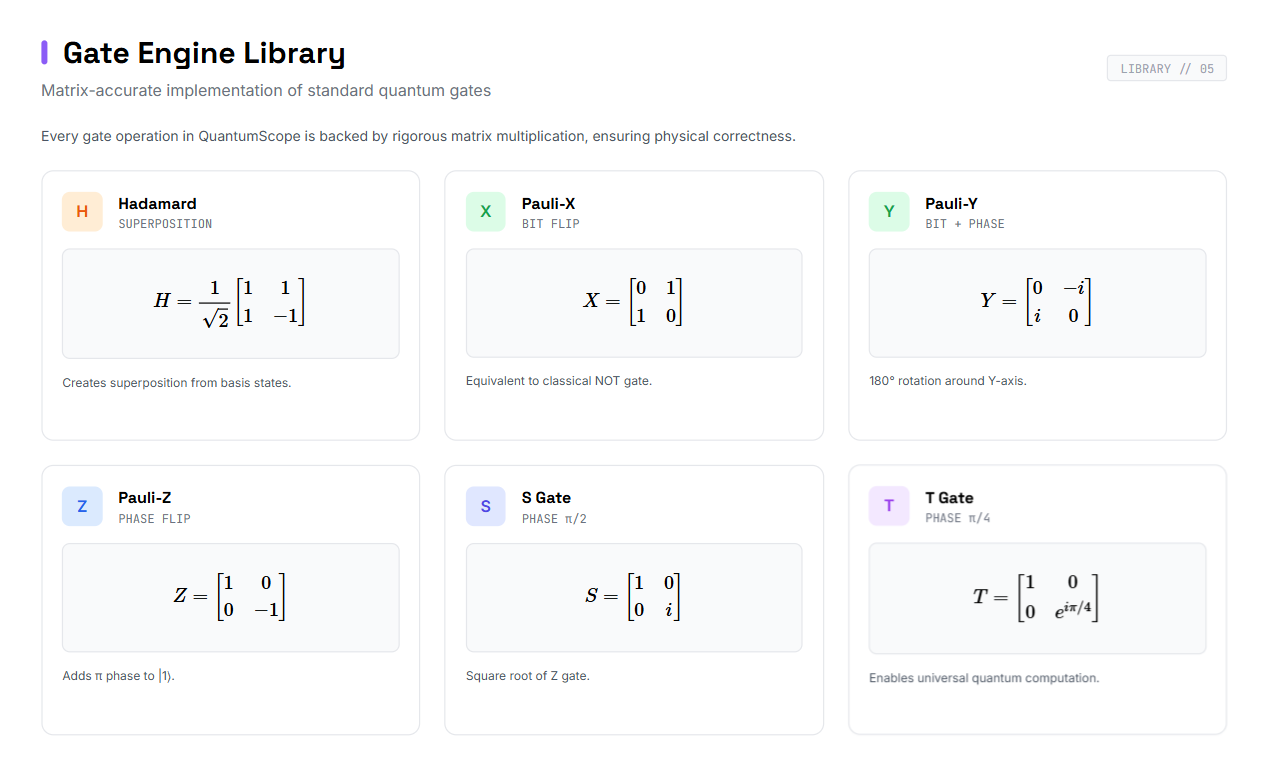 Gate Engine Library
LIBRARY // 05
Matrix-accurate implementation of standard quantum gates
Every gate operation in QuantumScope is backed by rigorous matrix multiplication, ensuring physical correctness.
H
Hadamard
SUPERPOSITION
H = 1/√2 [1 1
1 −1]
Creates superposition from basis states.
X
Pauli-X
BIT FLIP
X = [0 1
1 0]
Equivalent to classical NOT gate.
Y
Pauli-Y
BIT + PHASE
Y = [0 −i
i 0]
180° rotation around Y-axis.
Z
Pauli-Z
PHASE FLIP
Z = [1 0
0 −1]
Adds π phase to |1⟩.
S
S Gate
PHASE π/2
S = [1 0
0 i]
Square root of Z gate.
T
T Gate
PHASE π/4
T = [1 0
0 e^{iπ/4}]
Enables universal quantum computation.